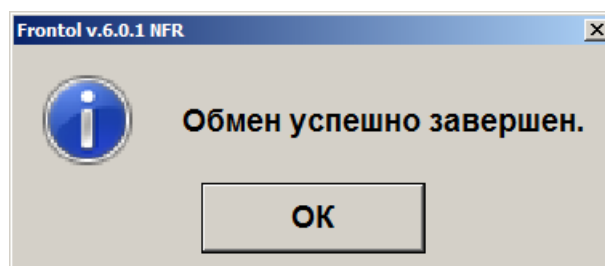 Frontol v.6.0.1 NFR
Обмен успешно завершен.
ОК